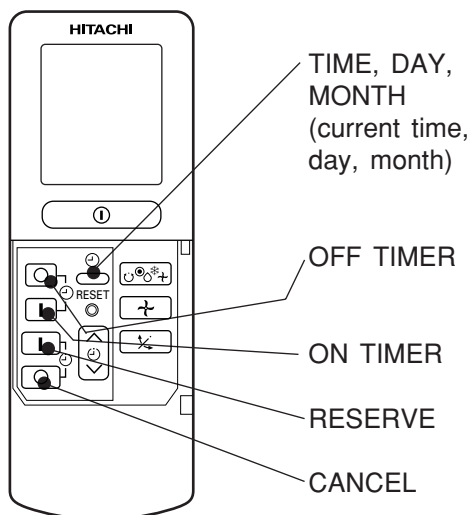 HITACHI
TIME, DAY,
MONTH
(current time,
day, month)
OFF TIMER
RESET
ON TIMER
RESERVE
CANCEL